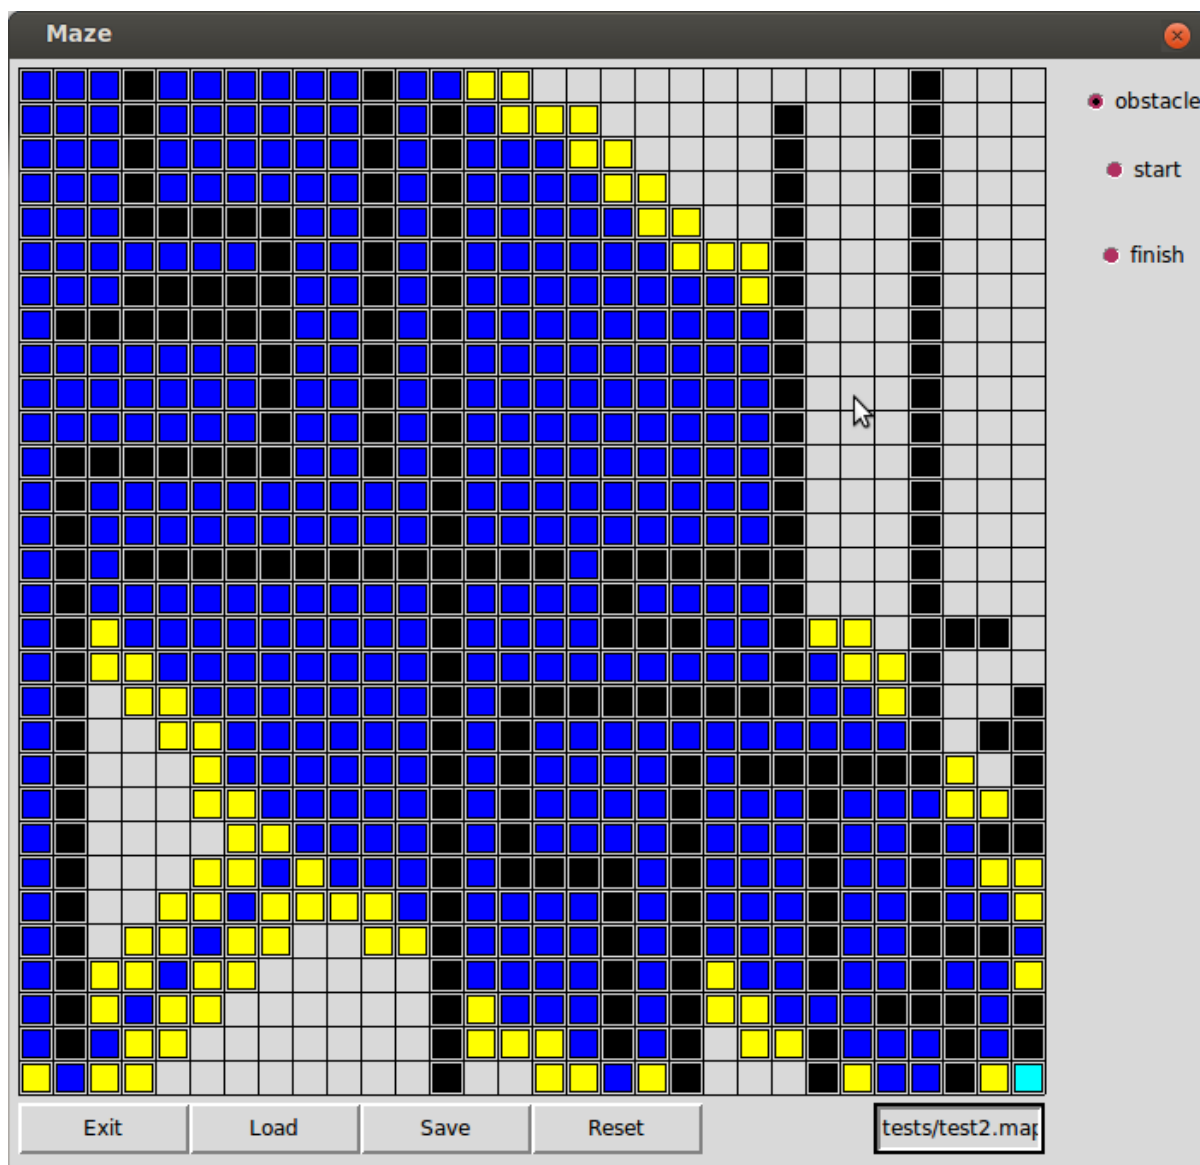 Maze
obstacle
start
finish
Exit
Load
Save
Reset
tests/test2.map